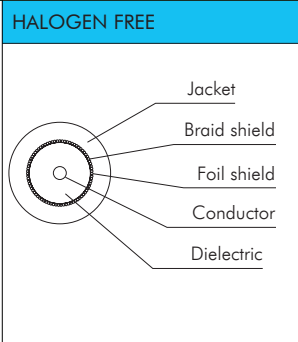 HALOGEN FREE
Jacket
Braid shield
Foil shield
Conductor
Dielectric